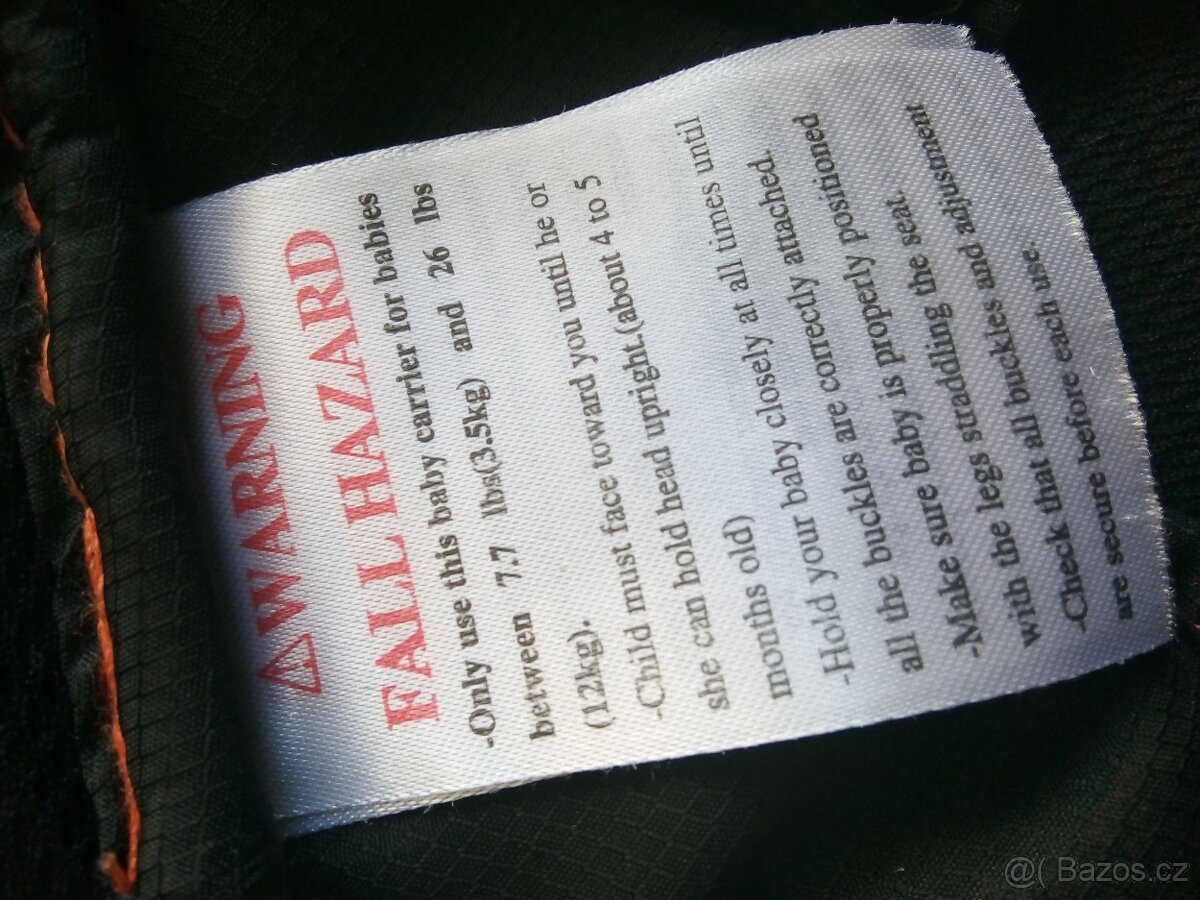 ⚠WARNING
FALL HAZARD
-Only use this baby carrier for babies
between 7.7 lbs(3.5kg) and 26 lbs
(12kg).
-Child must face toward you until he or
she can hold head upright.(about 4 to 5
months old)
-Hold your baby closely at all times until
all the buckles are correctly attached.
-Make sure baby is properly positioned
with the legs straddling the seat.
-Check that all buckles and adjustment
are secure before each use.
@( Bazos.cz